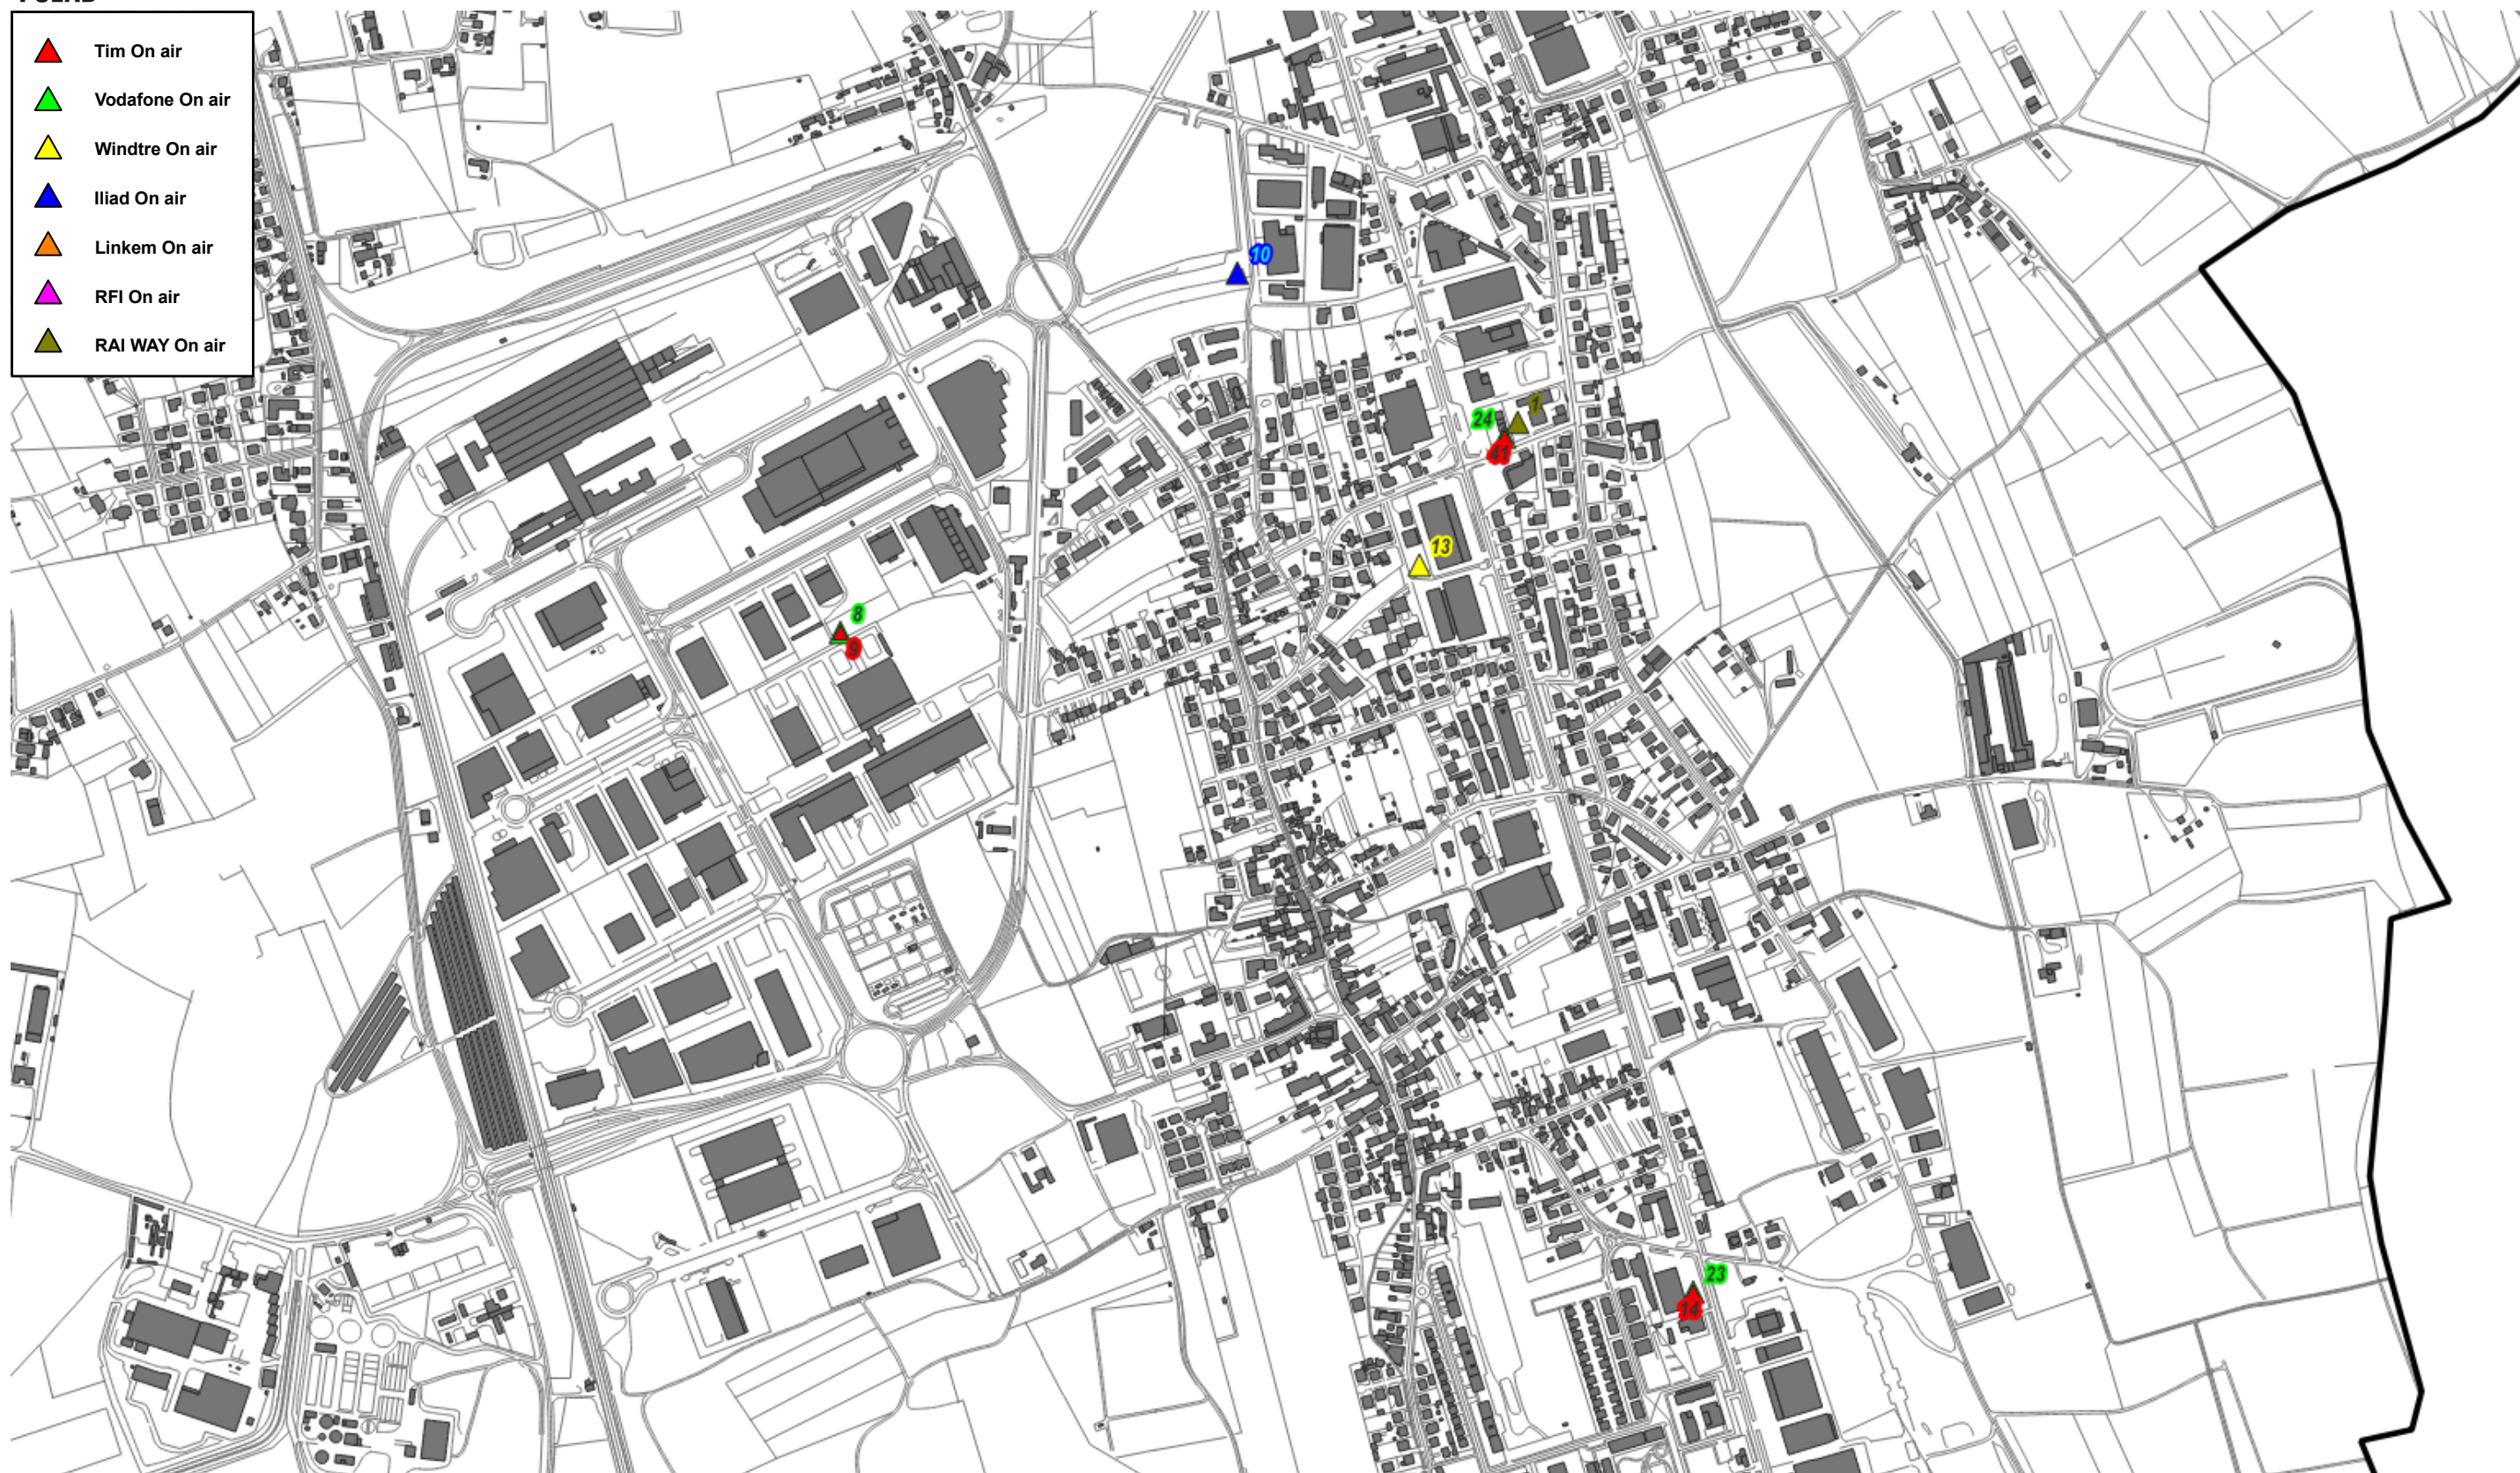 Tim On air
Vodafone On air
Windtre On air
Iliad On air
Linkem On air
RFI On air
RAI WAY On air
10
1
24
41
13
8
9
23
14